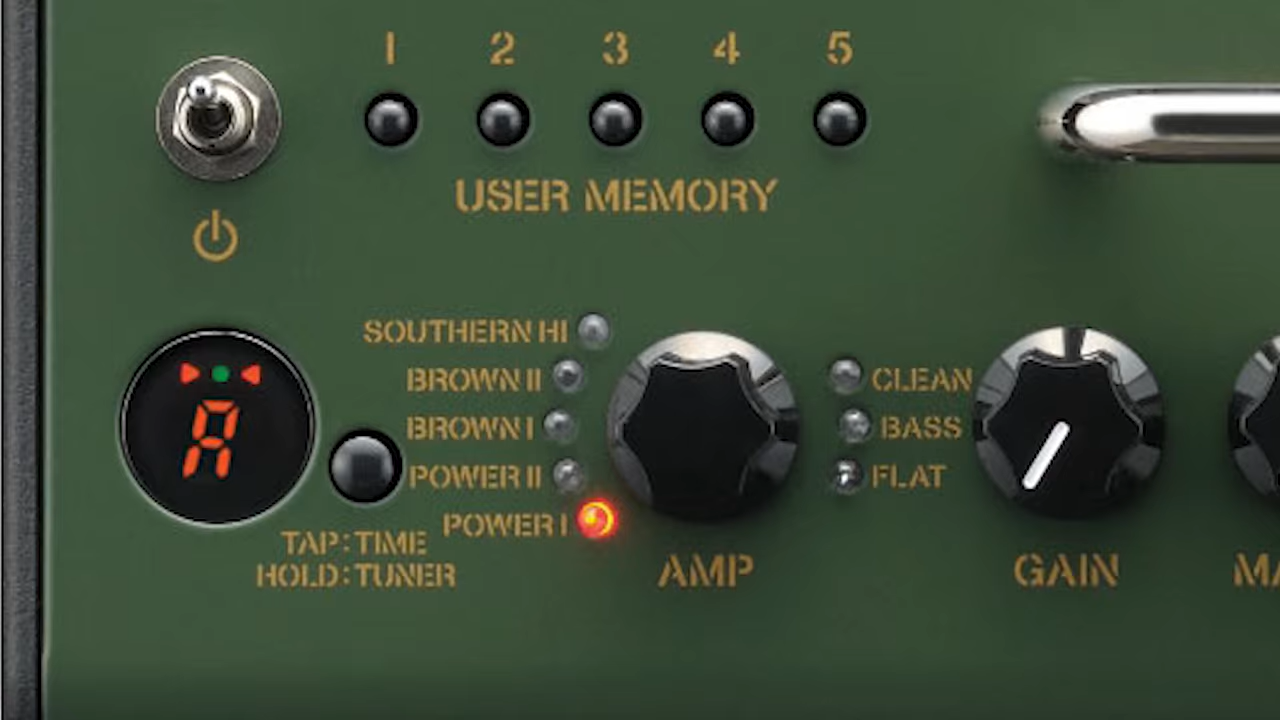 1 2 3 4 5
USER MEMORY
SOUTHERN HI
BROWN II
CLEAN
BROWN I
BASS
A
POWER II
FLAT
POWER I
TAP:TIME
HOLD:TUNER
AMP
GAIN